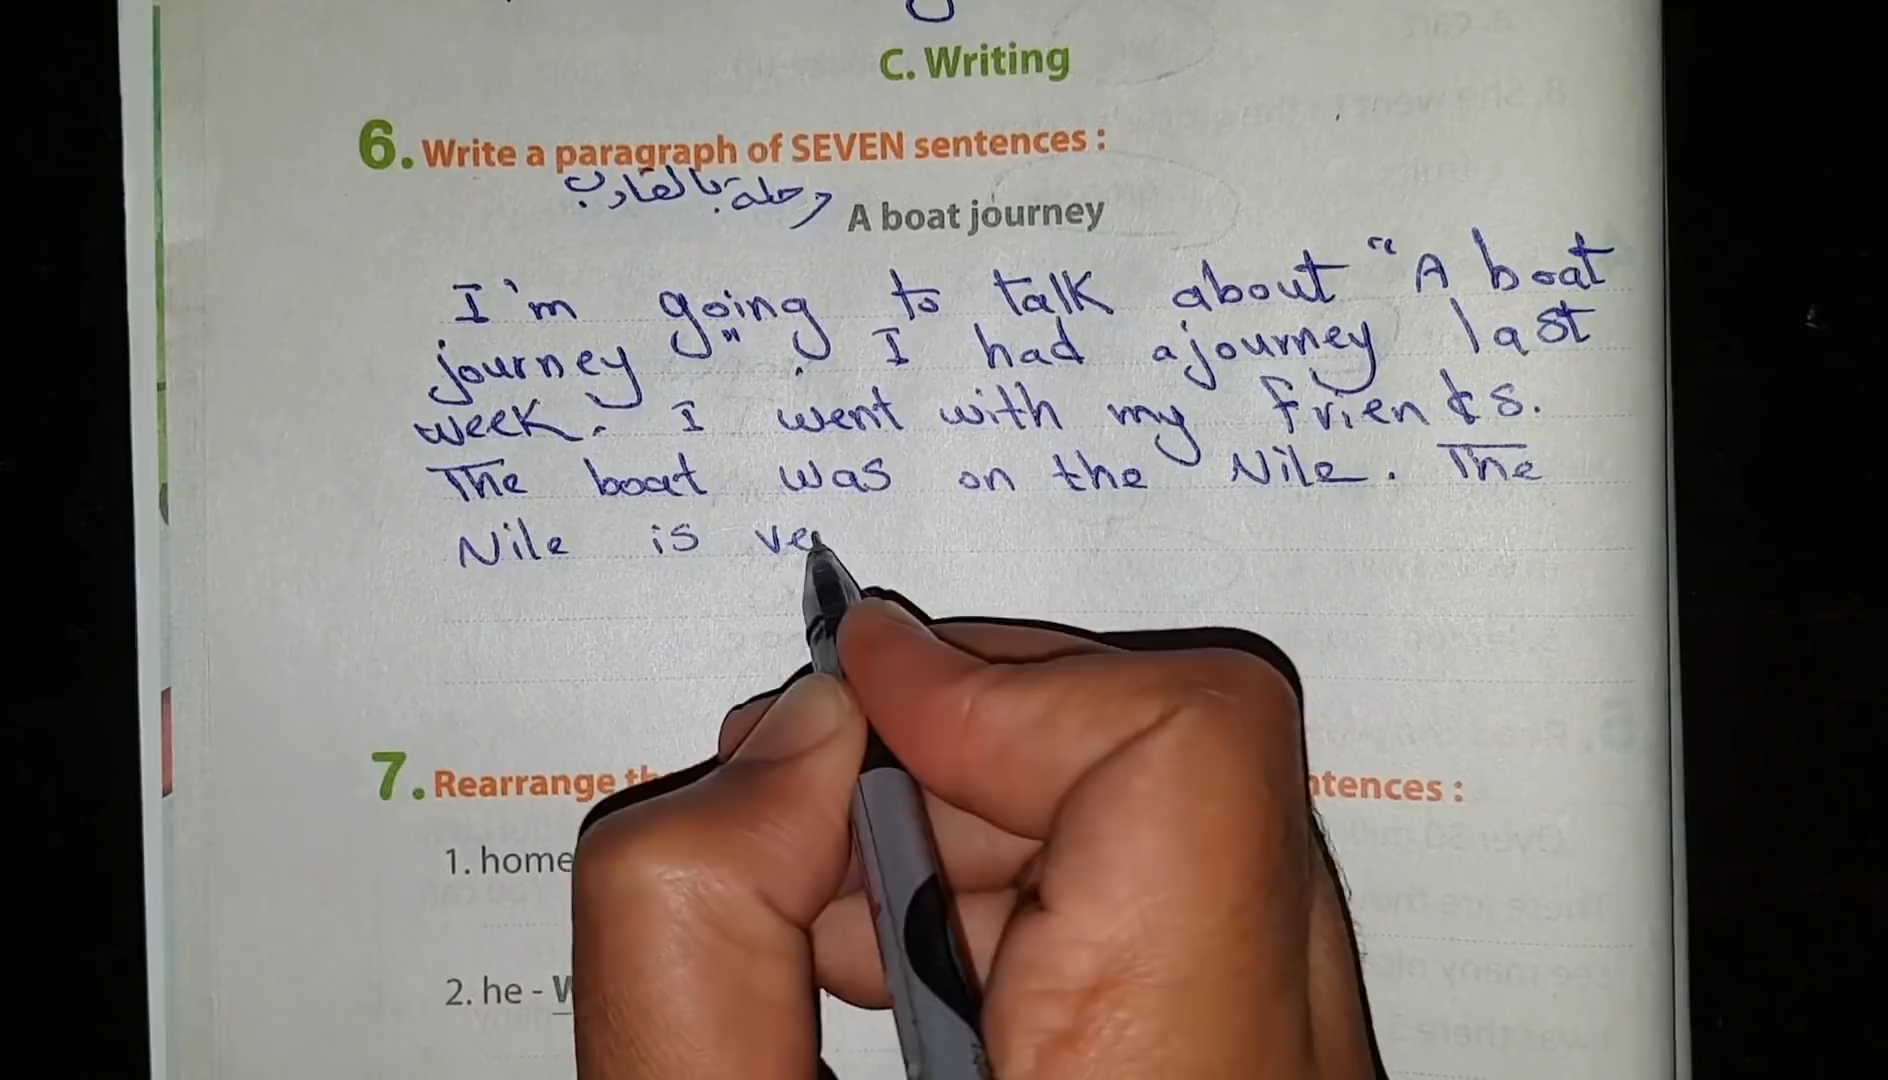 C. Writing
6. Write a paragraph of SEVEN sentences :
رحلة بالقارب
A boat journey
I'm going to talk about "A boat
journey". I had a journey last
week. I went with my friends.
The boat was on the Nile. The
Nile is ve
7. Rearrange ntences :
1. home
2. he - W